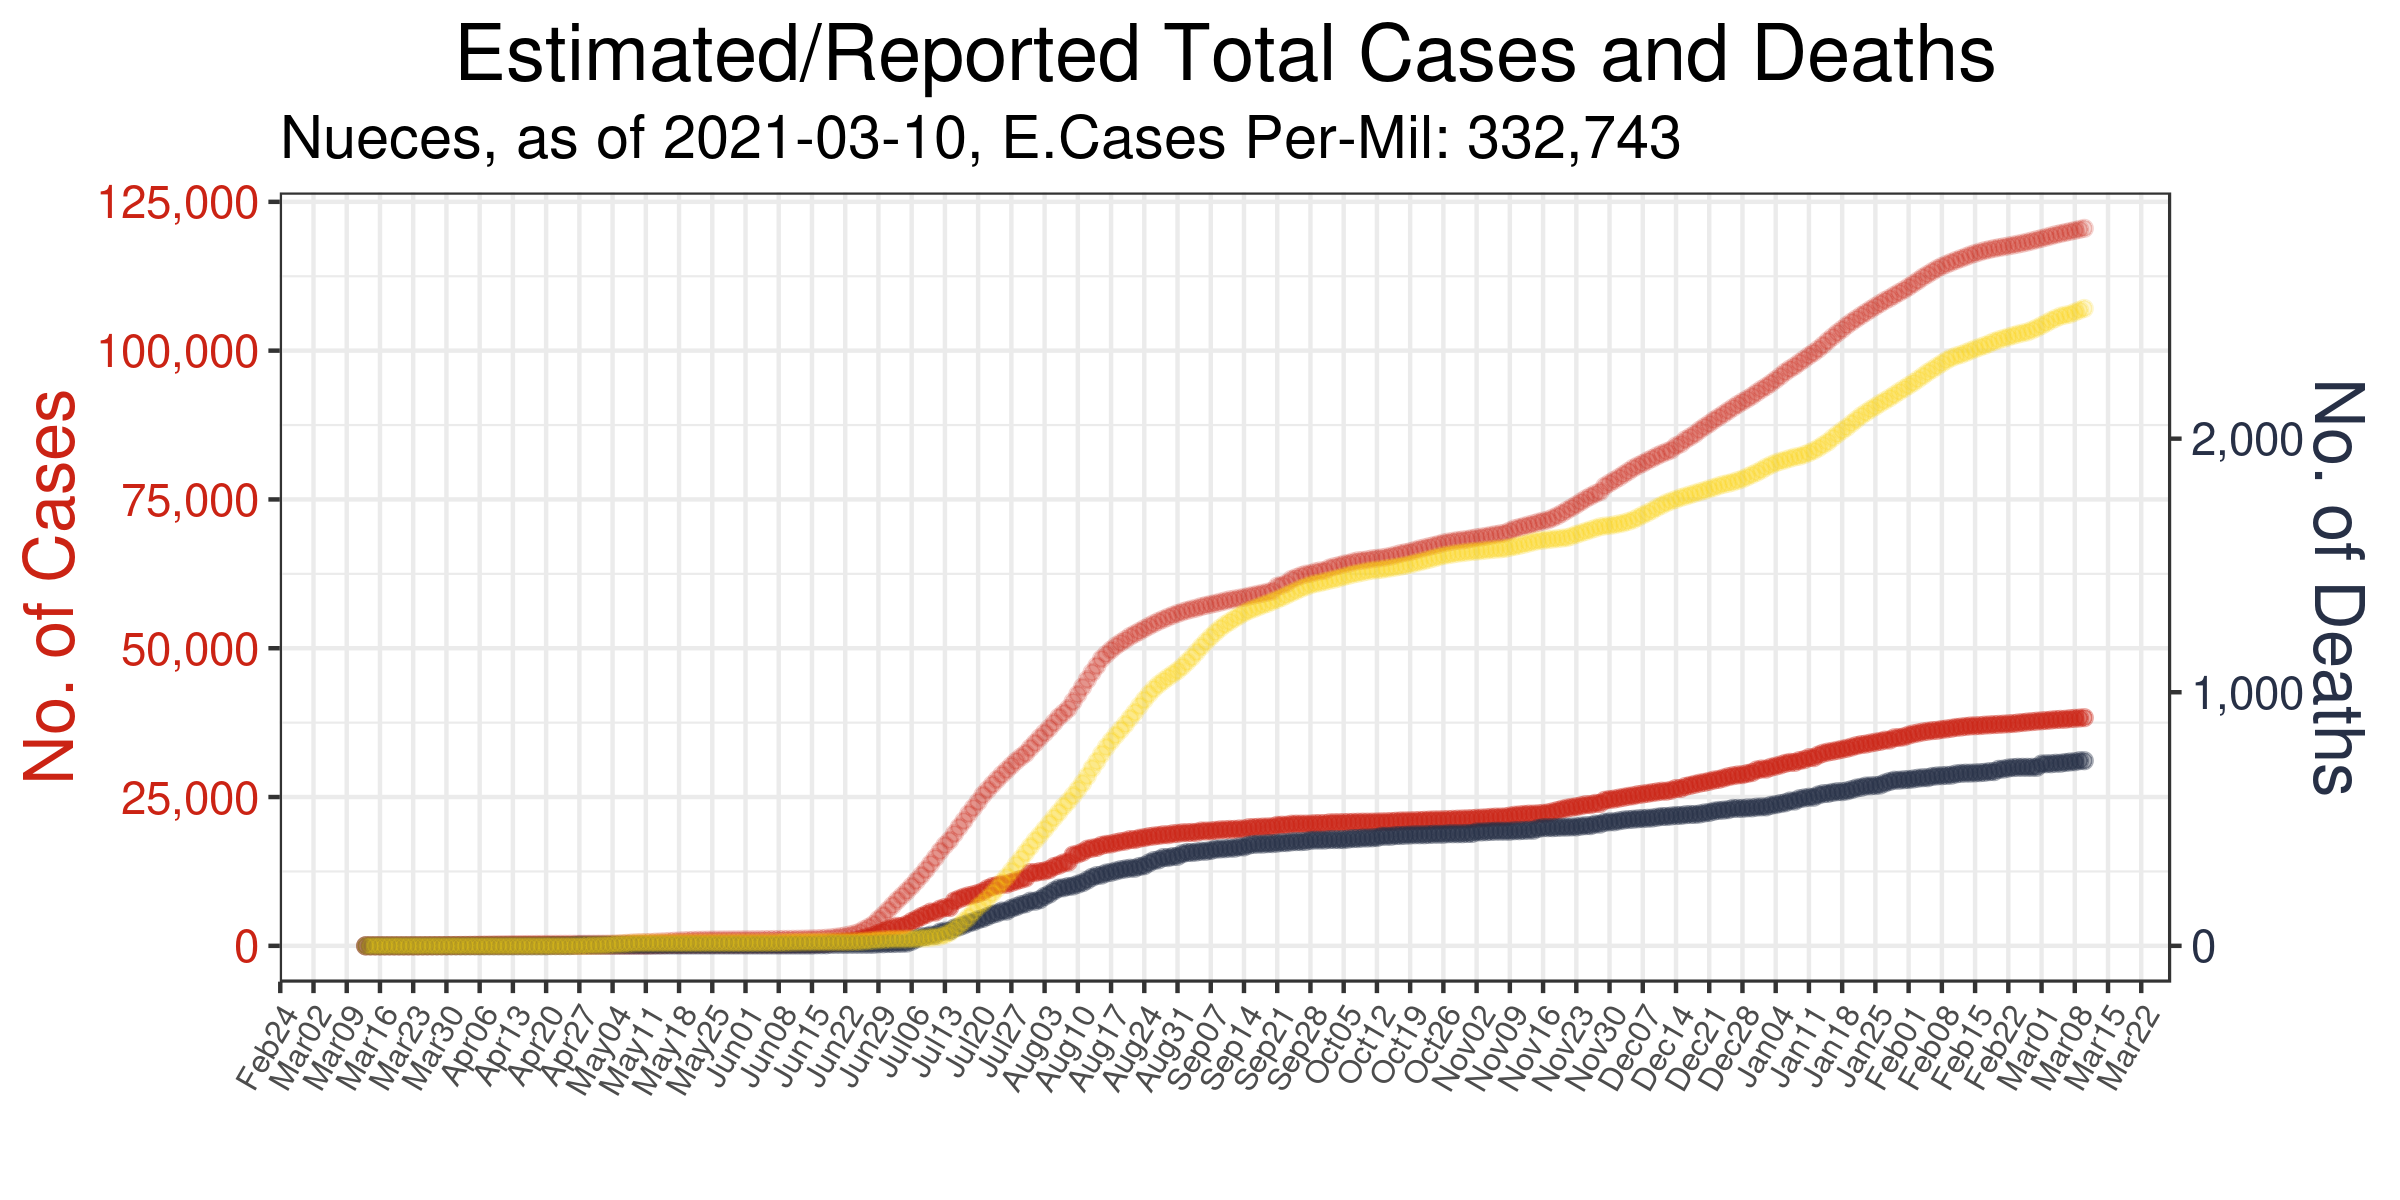 Estimated/Reported Total Cases and Deaths
Nueces, as of 2021-03-10, E.Cases Per-Mil: 332,743
No. of Cases
125,000
100,000
75,000
50,000
25,000
0
2,000
1,000
0
No. of Deaths
Feb24
Mar02
Mar09
Mar16
Mar23
Mar30
Apr06
Apr13
Apr20
Apr27
May04
May11
May18
May25
Jun01
Jun08
Jun15
Jun22
Jun29
Jul06
Jul13
Jul20
Jul27
Aug03
Aug10
Aug17
Aug24
Aug31
Sep07
Sep14
Sep21
Sep28
Oct05
Oct12
Oct19
Oct26
Nov02
Nov09
Nov16
Nov23
Nov30
Dec07
Dec14
Dec21
Dec28
Jan04
Jan11
Jan18
Jan25
Feb01
Feb08
Feb15
Feb22
Mar01
Mar08
Mar15
Mar22